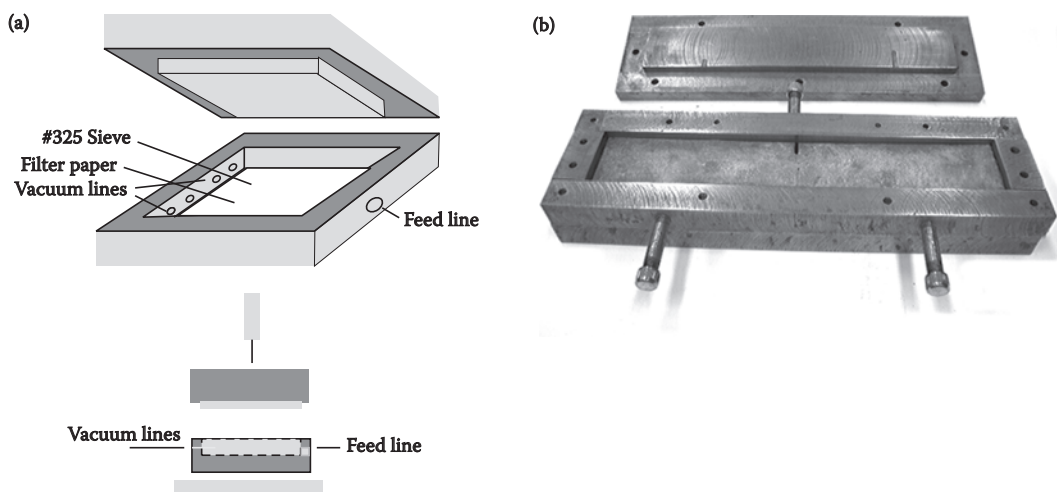 (a)
#325 Sieve
Filter paper
Vacuum lines
Feed line
Vacuum lines
Feed line
(b)